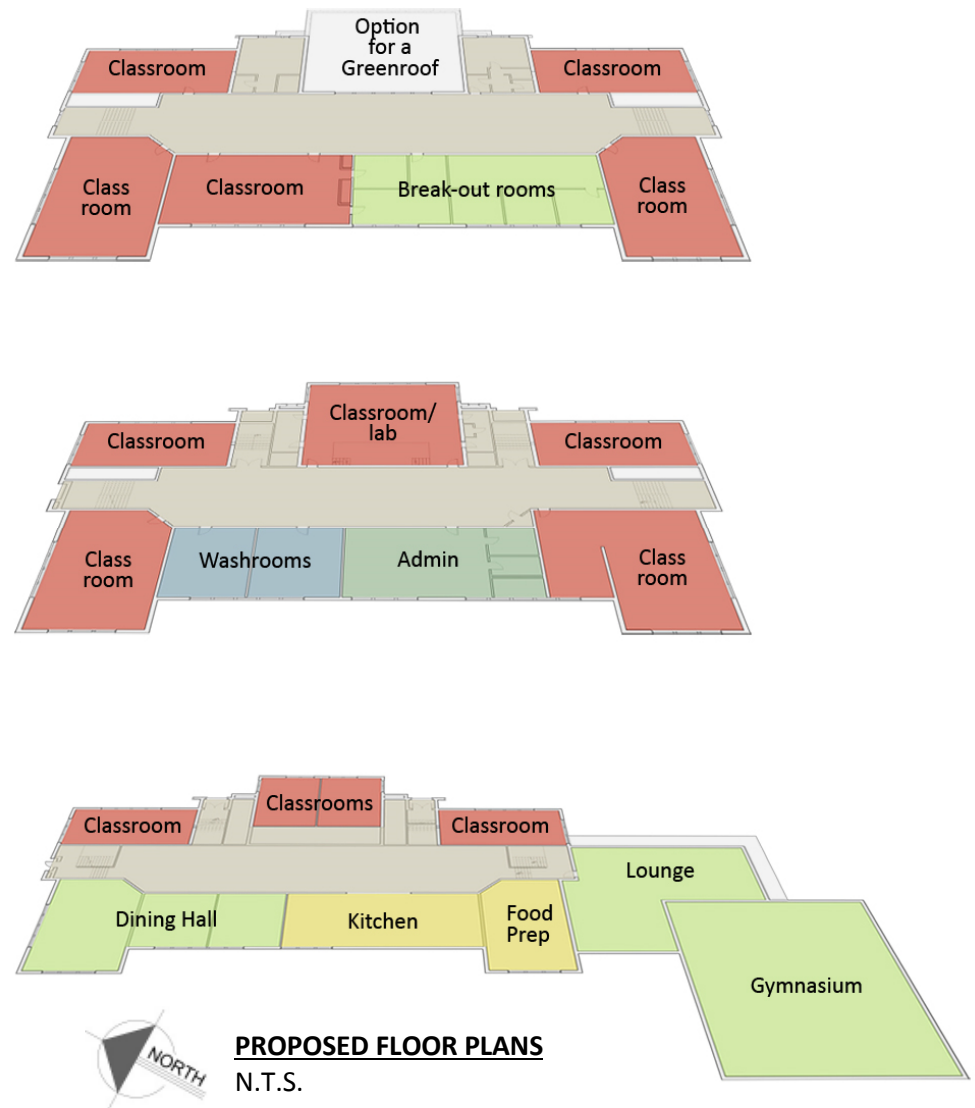 Option
for a
Greenroof
Classroom
Classroom
Class
room
Classroom
Break-out rooms
Class
room
Classroom/
lab
Classroom
Classroom
Class
room
Washrooms
Admin
Class
room
Classrooms
Classroom
Classroom
Lounge
Dining Hall
Kitchen
Food
Prep
Gymnasium
NORTH
PROPOSED FLOOR PLANS
N.T.S.